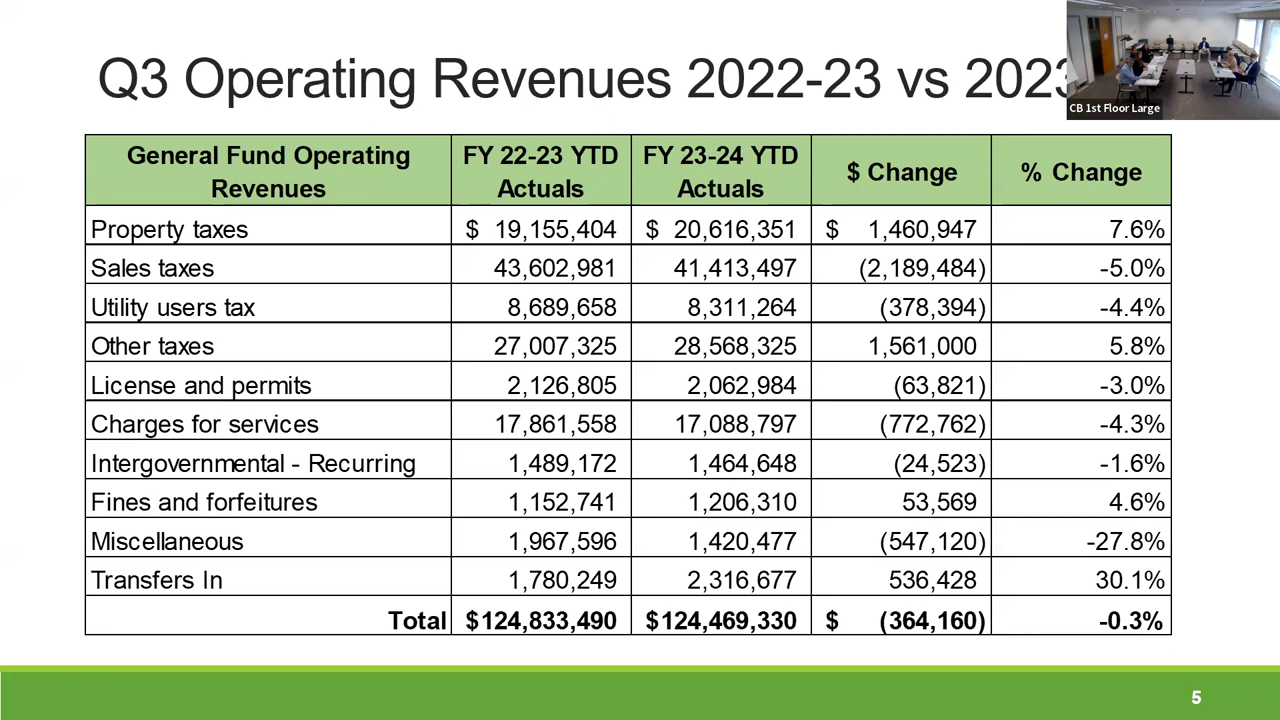 Q3 Operating Revenues 2022-23 vs 2023
CB 1st Floor Large
General Fund Operating Revenues FY 22-23 YTD Actuals FY 23-24 YTD Actuals $ Change % Change
Property taxes $ 19,155,404 $ 20,616,351 $ 1,460,947 7.6%
Sales taxes 43,602,981 41,413,497 (2,189,484) -5.0%
Utility users tax 8,689,658 8,311,264 (378,394) -4.4%
Other taxes 27,007,325 28,568,325 1,561,000 5.8%
License and permits 2,126,805 2,062,984 (63,821) -3.0%
Charges for services 17,861,558 17,088,797 (772,762) -4.3%
Intergovernmental - Recurring 1,489,172 1,464,648 (24,523) -1.6%
Fines and forfeitures 1,152,741 1,206,310 53,569 4.6%
Miscellaneous 1,967,596 1,420,477 (547,120) -27.8%
Transfers In 1,780,249 2,316,677 536,428 30.1%
Total $124,833,490 $124,469,330 $ (364,160) -0.3%
5